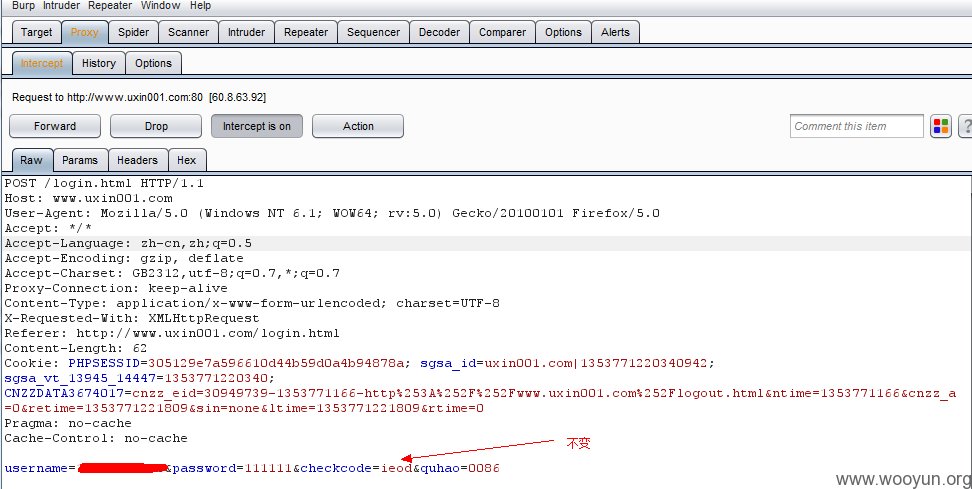 Burp Intruder Repeater Window Help
Target Proxy Spider Scanner Intruder Repeater Sequencer Decoder Comparer Options Alerts
Intercept History Options
Request to http://www.uxin001.com:80 [60.8.63.92]
Forward Drop Intercept is on Action Comment this item ?
Raw Params Headers Hex
POST /login.html HTTP/1.1
Host: www.uxin001.com
User-Agent: Mozilla/5.0 (Windows NT 6.1; WOW64; rv:5.0) Gecko/20100101 Firefox/5.0
Accept: */*
Accept-Language: zh-cn,zh;q=0.5
Accept-Encoding: gzip, deflate
Accept-Charset: GB2312,utf-8;q=0.7,*;q=0.7
Proxy-Connection: keep-alive
Content-Type: application/x-www-form-urlencoded; charset=UTF-8
X-Requested-With: XMLHttpRequest
Referer: http://www.uxin001.com/login.html
Content-Length: 62
Cookie: PHPSESSID=305129e7a596610d44b59d0a4b94878a; sgsa_id=uxin001.com|1353771220340942;
sgsa_vt_13945_14447=1353771220340;
CNZZDATA3674017=cnzz_eid=30949739-1353771166-http%253A%252F%252Fwww.uxin001.com%252Flogout.html&ntime=1353771166&cnzz_a
=0&retime=1353771221809&sin=none&ltime=1353771221809&rtime=0
Pragma: no-cache
Cache-Control: no-cache
不变
username= &password=111111&checkcode=ieod&quhao=0086
www.wooyun.org